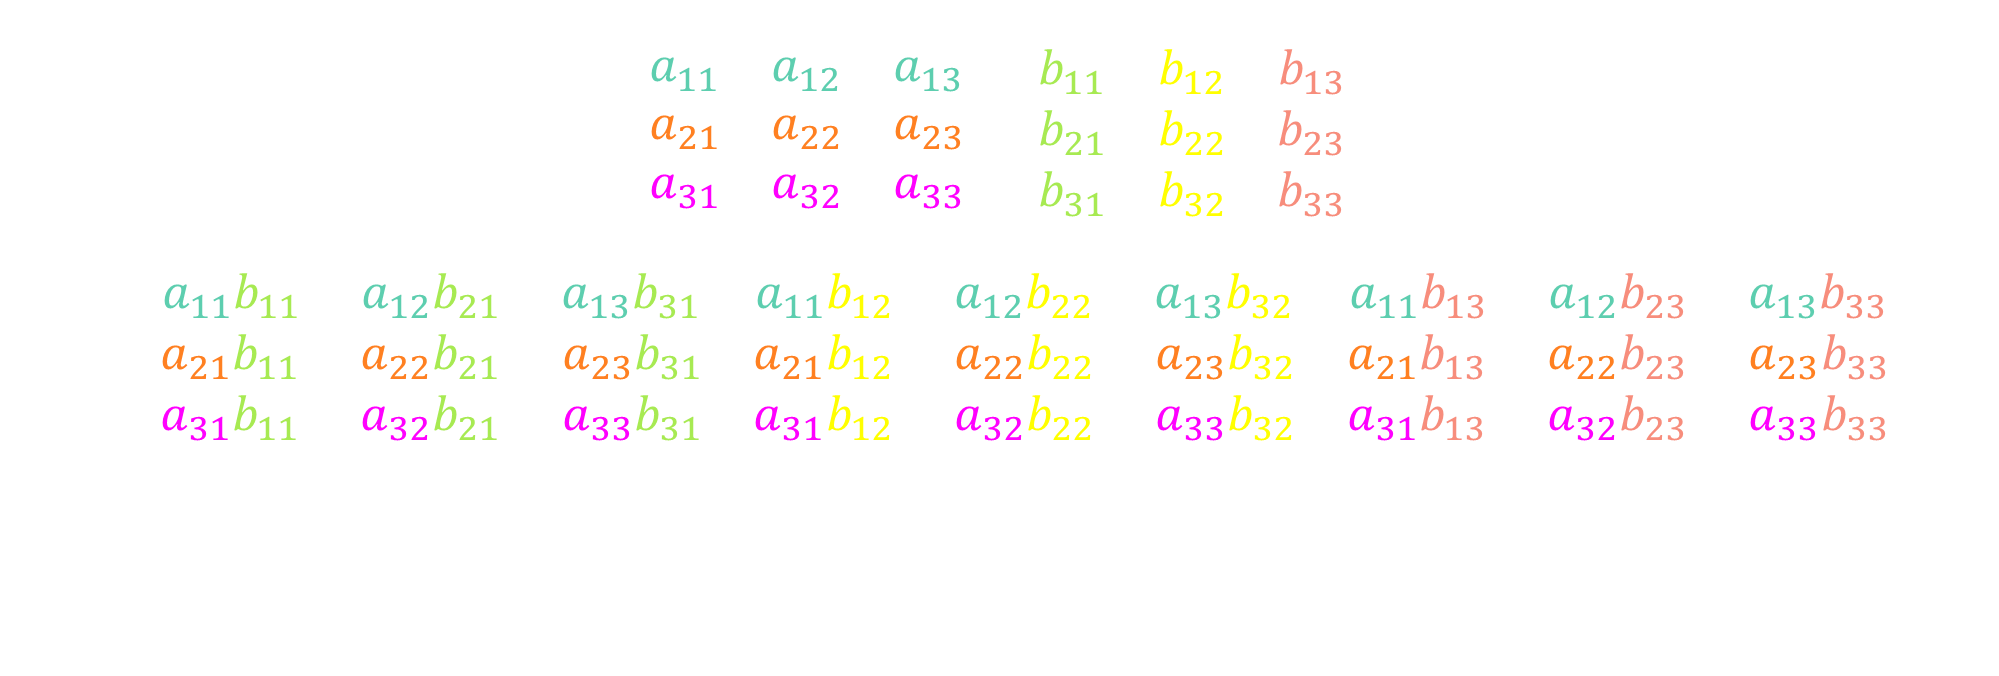 a₁₁ a₁₂ a₁₃ b₁₁ b₁₂ b₁₃
a₂₁ a₂₂ a₂₃ b₂₁ b₂₂ b₂₃
a₃₁ a₃₂ a₃₃ b₃₁ b₃₂ b₃₃
a₁₁b₁₁ a₁₂b₂₁ a₁₃b₃₁ a₁₁b₁₂ a₁₂b₂₂ a₁₃b₃₂ a₁₁b₁₃ a₁₂b₂₃ a₁₃b₃₃
a₂₁b₁₁ a₂₂b₂₁ a₂₃b₃₁ a₂₁b₁₂ a₂₂b₂₂ a₂₃b₃₂ a₂₁b₁₃ a₂₂b₂₃ a₂₃b₃₃
a₃₁b₁₁ a₃₂b₂₁ a₃₃b₃₁ a₃₁b₁₂ a₃₂b₂₂ a₃₃b₃₂ a₃₁b₁₃ a₃₂b₂₃ a₃₃b₃₃